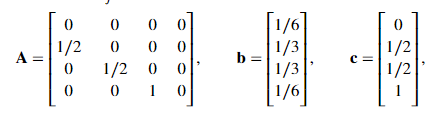 A = [ 0 0 0 0 ; 1/2 0 0 0 ; 0 1/2 0 0 ; 0 0 1 0 ], b = [ 1/6 ; 1/3 ; 1/3 ; 1/6 ], c = [ 0 ; 1/2 ; 1/2 ; 1 ],